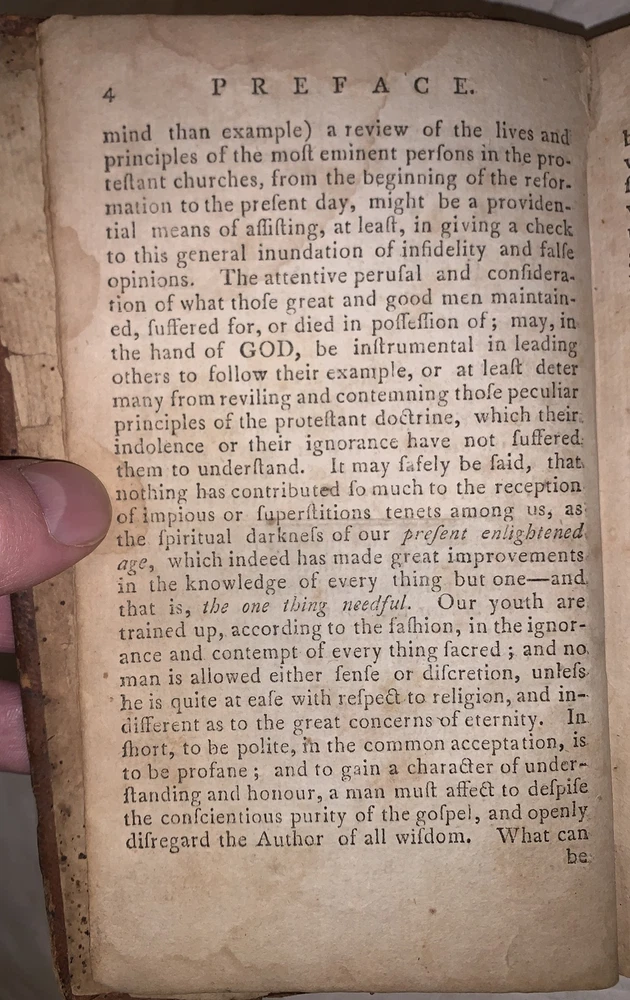 4 PREFACE.
mind than example) a review of the lives and
principles of the moſt eminent perſons in the pro-
teſtant churches, from the beginning of the refor-
mation to the preſent day, might be a providen-
tial means of aſſiſting, at leaſt, in giving a check
to this general inundation of infidelity and falſe
opinions. The attentive peruſal and conſidera-
tion of what thoſe great and good men maintain-
ed, ſuffered for, or died in poſſeſſion of; may, in
the hand of GOD, be inſtrumental in leading
others to follow their example, or at leaſt deter
many from reviling and contemning thoſe peculiar
principles of the proteſtant doctrine, which their
indolence or their ignorance have not ſuffered
them to underſtand. It may ſafely be ſaid, that
nothing has contributed ſo much to the reception
of impious or ſuperſtitions tenets among us, as
the ſpiritual darkneſs of our preſent enlightened
age, which indeed has made great improvements
in the knowledge of every thing but one—and
that is, the one thing needful. Our youth are
trained up, according to the faſhion, in the ignor-
ance and contempt of every thing ſacred; and no
man is allowed either ſenſe or diſcretion, unleſs
he is quite at eaſe with reſpect to religion, and in-
different as to the great concerns of eternity. In
ſhort, to be polite, in the common acceptation, is
to be profane; and to gain a character of under-
ſtanding and honour, a man muſt affect to deſpiſe
the conſcientious purity of the goſpel, and openly
diſregard the Author of all wiſdom. What can
be